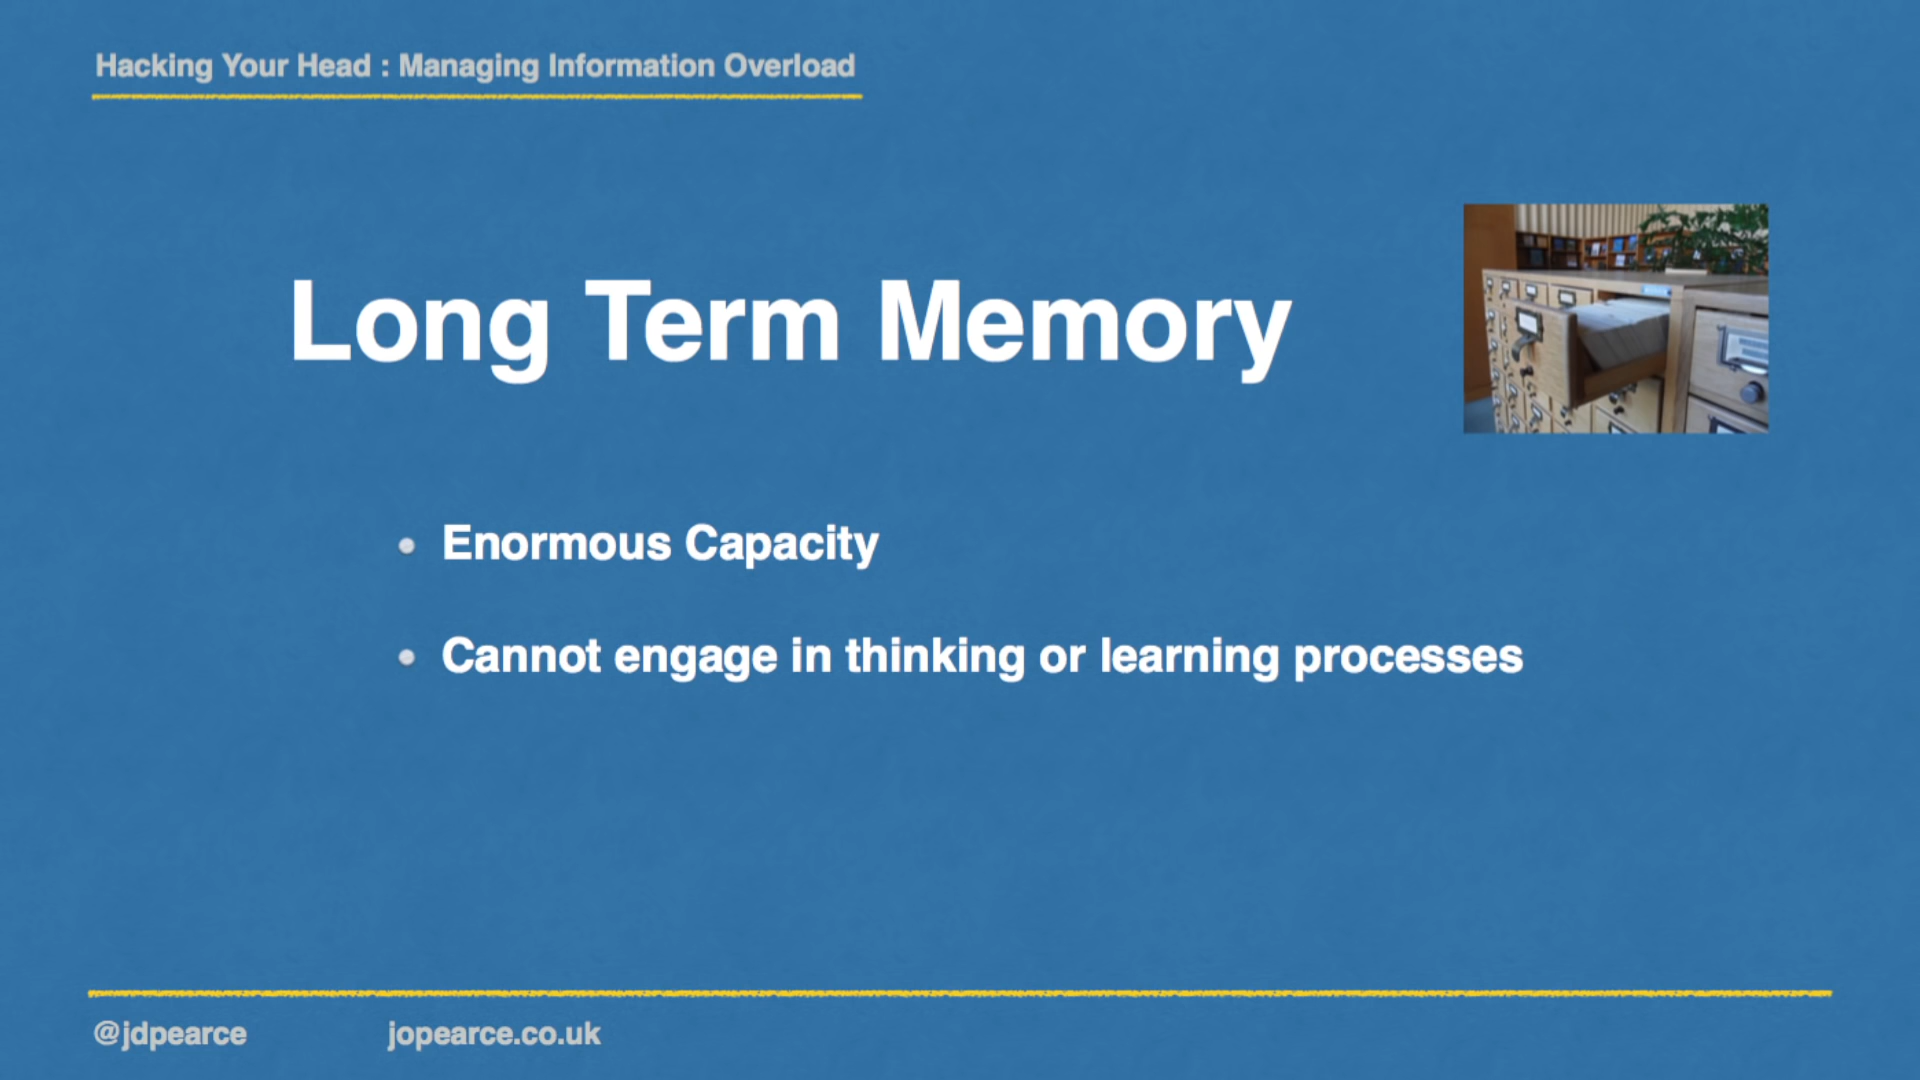 Hacking Your Head : Managing Information Overload
Long Term Memory
• Enormous Capacity
• Cannot engage in thinking or learning processes
@jdpearce
jopearce.co.uk